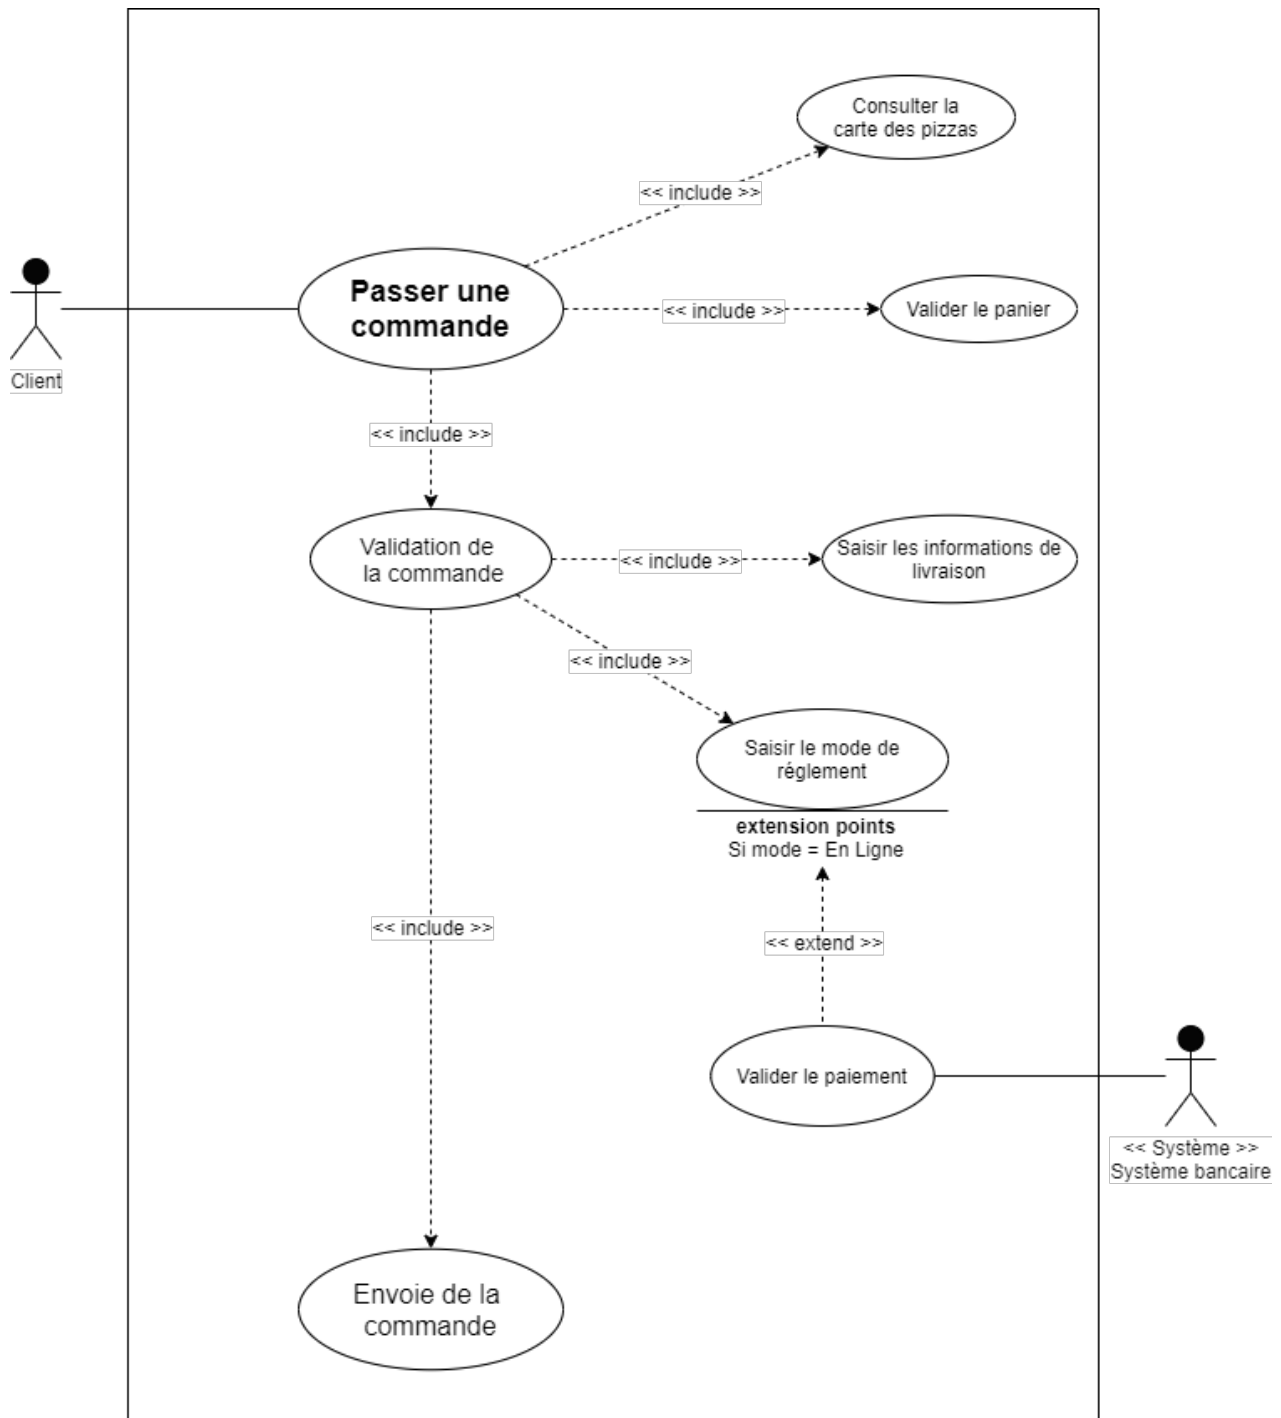 Consulter la
carte des pizzas
<< include >>
Passer une
commande
<< include >>
Valider le panier
Client
<< include >>
Validation de
la commande
<< include >>
Saisir les informations de
livraison
<< include >>
Saisir le mode de
réglement
extension points
Si mode = En Ligne
<< include >>
<< extend >>
Valider le paiement
<< Système >>
Système bancaire
Envoie de la
commande